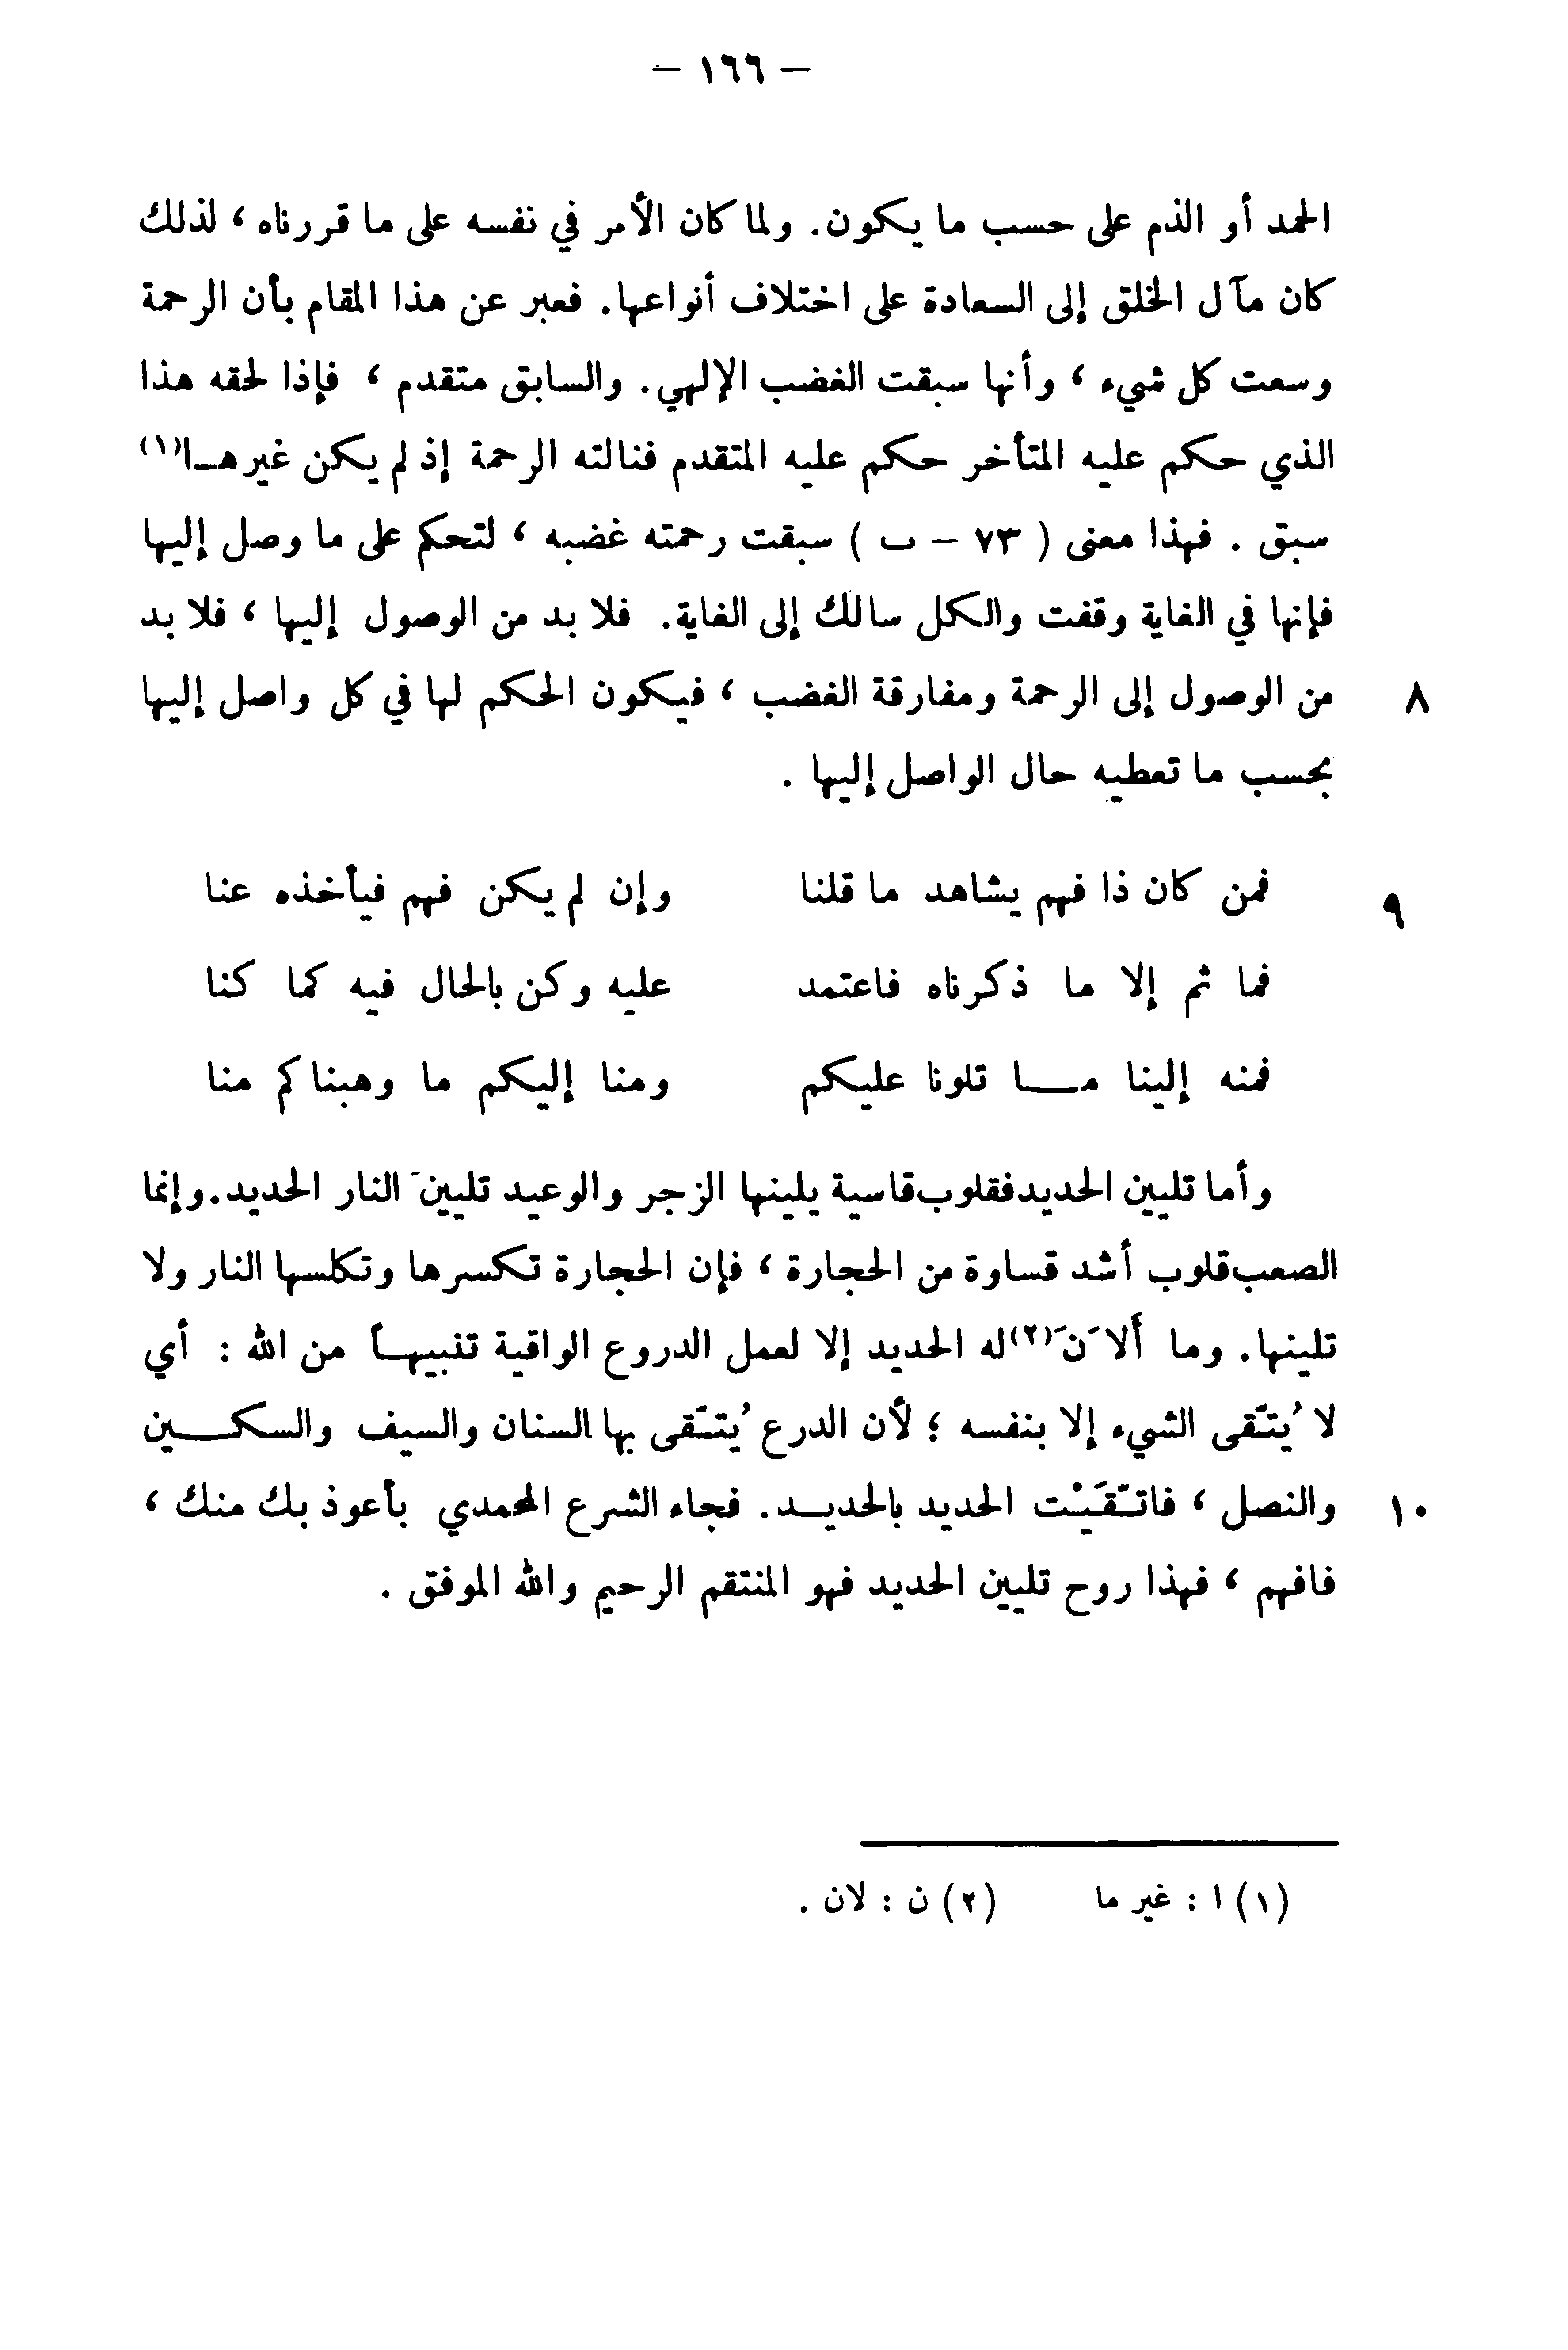 – ١٦٦ –
الحمد أو الذم على حسب ما يكون. ولما كان الأمر في نفسه على ما قررناه ، لذلك
كان مآل الخلق إلى السعادة على اختلاف أنواعها. فعبر عن هذا المقام بأن الرحمة
وسعت كل شيء ، وأنها سبقت الغضب الإلهي. والسابق متقدم ، فإذا لحقه هذا
الذي حكم عليه المتأخر حكم عليه المتقدم فنالته الرحمة إذ لم يكن غيرهـا(١)
سبق . فهذا معنى ( ٧٣ – ب ) سبقت رحمته غضبه ، لتحكم على ما وصل إليها
فإنها في الغاية وقفت والكل سالك إلى الغاية. فلا بد من الوصول إليها ، فلا بد
٨ من الوصول إلى الرحمة ومفارقة الغضب ، فيكون الحكم لها في كل واصل إليها
بحسب ما تعطيه حال الواصل إليها .
٩ فمن كان ذا فهم يشاهد ما قلنا وإن لم يكن فهم فيأخذه عنا
فما ثم إلا ما ذكرناه فاعتمد عليه وكن بالحال فيه كما كنا
فمنه إلينا مـــا تلونا عليكم ومنا إليكم ما وهبناكم منا
وأما تليين الحديد فقلوب قاسية يلينها الزجر والوعيد تليينَ النار الحديد. وإنما
الصعب قلوب أشد قساوة من الحجارة ، فإن الحجارة تكسرها وتكلسها النار ولا
تلينها. وما أَلاَنَ(٢) له الحديد إلا لعمل الدروع الواقية تنبيهـاً من الله : أي
لا يُتَّقى الشيء إلا بنفسه ؛ لأن الدرع يُتَّقى بها السنان والسيف والسكـــين
١٠ والنصل ، فاتَّقَيْت الحديد بالحديـد. فجاء الشرع المحمدي بأعوذ بك منك ،
فافهم ، فهذا روح تليين الحديد فهو المنتقم الرحيم والله الموفق .
(١) ا : غير ما (٢) ن : لان .